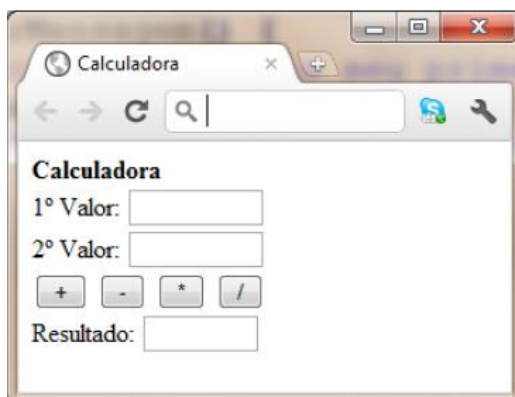 Calculadora
Calculadora
1º Valor:
2º Valor:
+ - * /
Resultado: